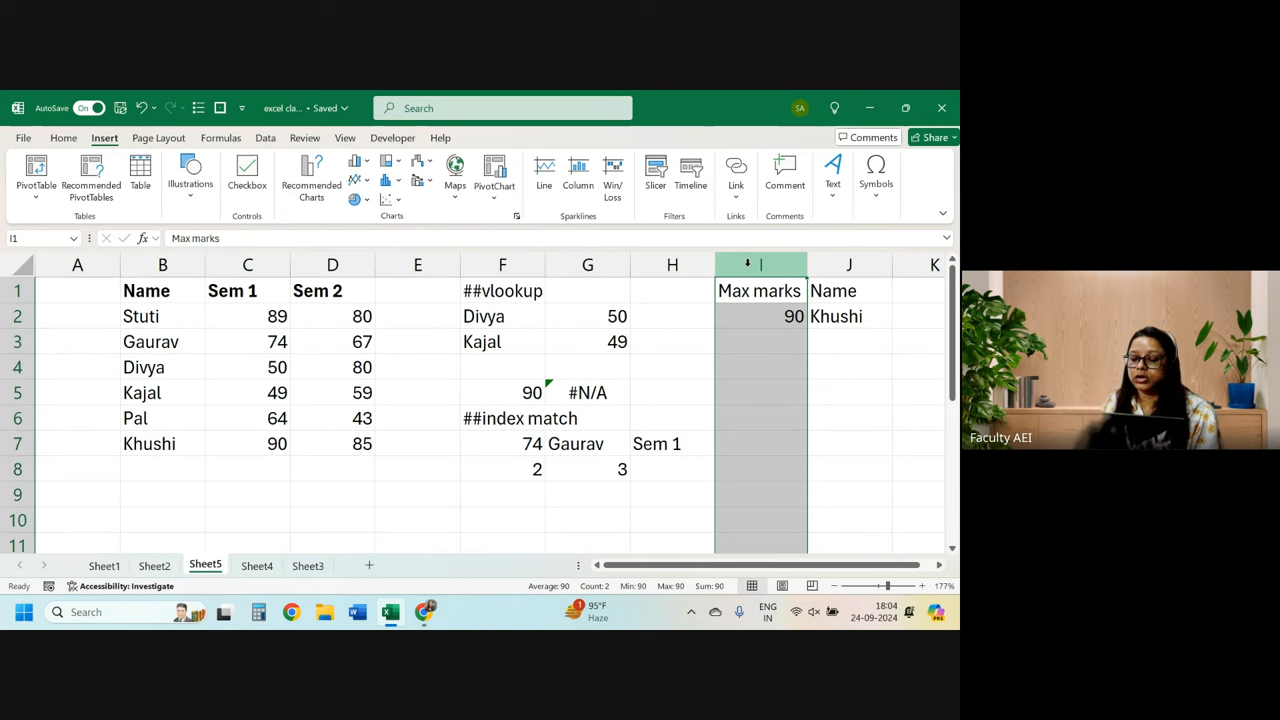 AutoSave On excel cla... • Saved Search SA
File Home Insert Page Layout Formulas Data Review View Developer Help Comments Share
PivotTable Recommended PivotTables Table Illustrations Checkbox Recommended Charts Maps PivotChart Line Column Win/Loss Slicer Timeline Link Comment Text Symbols
Tables Controls Charts Sparklines Filters Links Comments
I1 fx Max marks
A B C D E F G H I J K
1 Name Sem 1 Sem 2 ##vlookup Max marks Name
2 Stuti 89 80 Divya 50 90 Khushi
3 Gaurav 74 67 Kajal 49
4 Divya 50 80
5 Kajal 49 59 90 #N/A
6 Pal 64 43 ##index match
7 Khushi 90 85 74 Gaurav Sem 1
8 2 3
9
10
11
Sheet1 Sheet2 Sheet5 Sheet4 Sheet3
Ready Accessibility: Investigate Average: 90 Count: 2 Min: 90 Max: 90 Sum: 90 177%
Search 95°F Haze ENG IN 18:04 24-09-2024
Faculty AEI